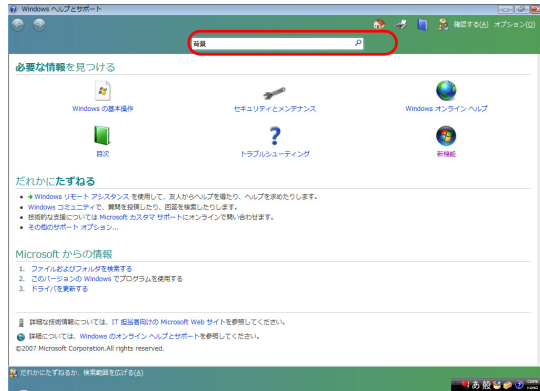 Windows ヘルプとサポート
確認する(A) オプション(O)
背景
必要な情報を見つける
Windows の基本操作
セキュリティとメンテナンス
Windows オンライン ヘルプ
目次
トラブルシューティング
新機能
だれかにたずねる
Windows リモート アシスタンス を使用して、友人からヘルプを得たり、ヘルプを求めたりします。
Windows コミュニティで、質問を投稿したり、回答を検索したりします。
技術的な支援については Microsoft カスタマ サポートにオンラインで問い合わせます。
その他のサポート オプション...
Microsoft からの情報
1. ファイルおよびフォルダを検索する
2. このバージョンの Windows でプログラムを使用する
3. ドライバを更新する
詳細な技術情報については、IT 担当者向けの Microsoft Web サイトを参照してください。
詳細については、Windows のオンライン ヘルプとサポートを参照してください。
©2007 Microsoft Corporation.All rights reserved.
だれかにたずねるか、検索範囲を広げる(A)
あ 般